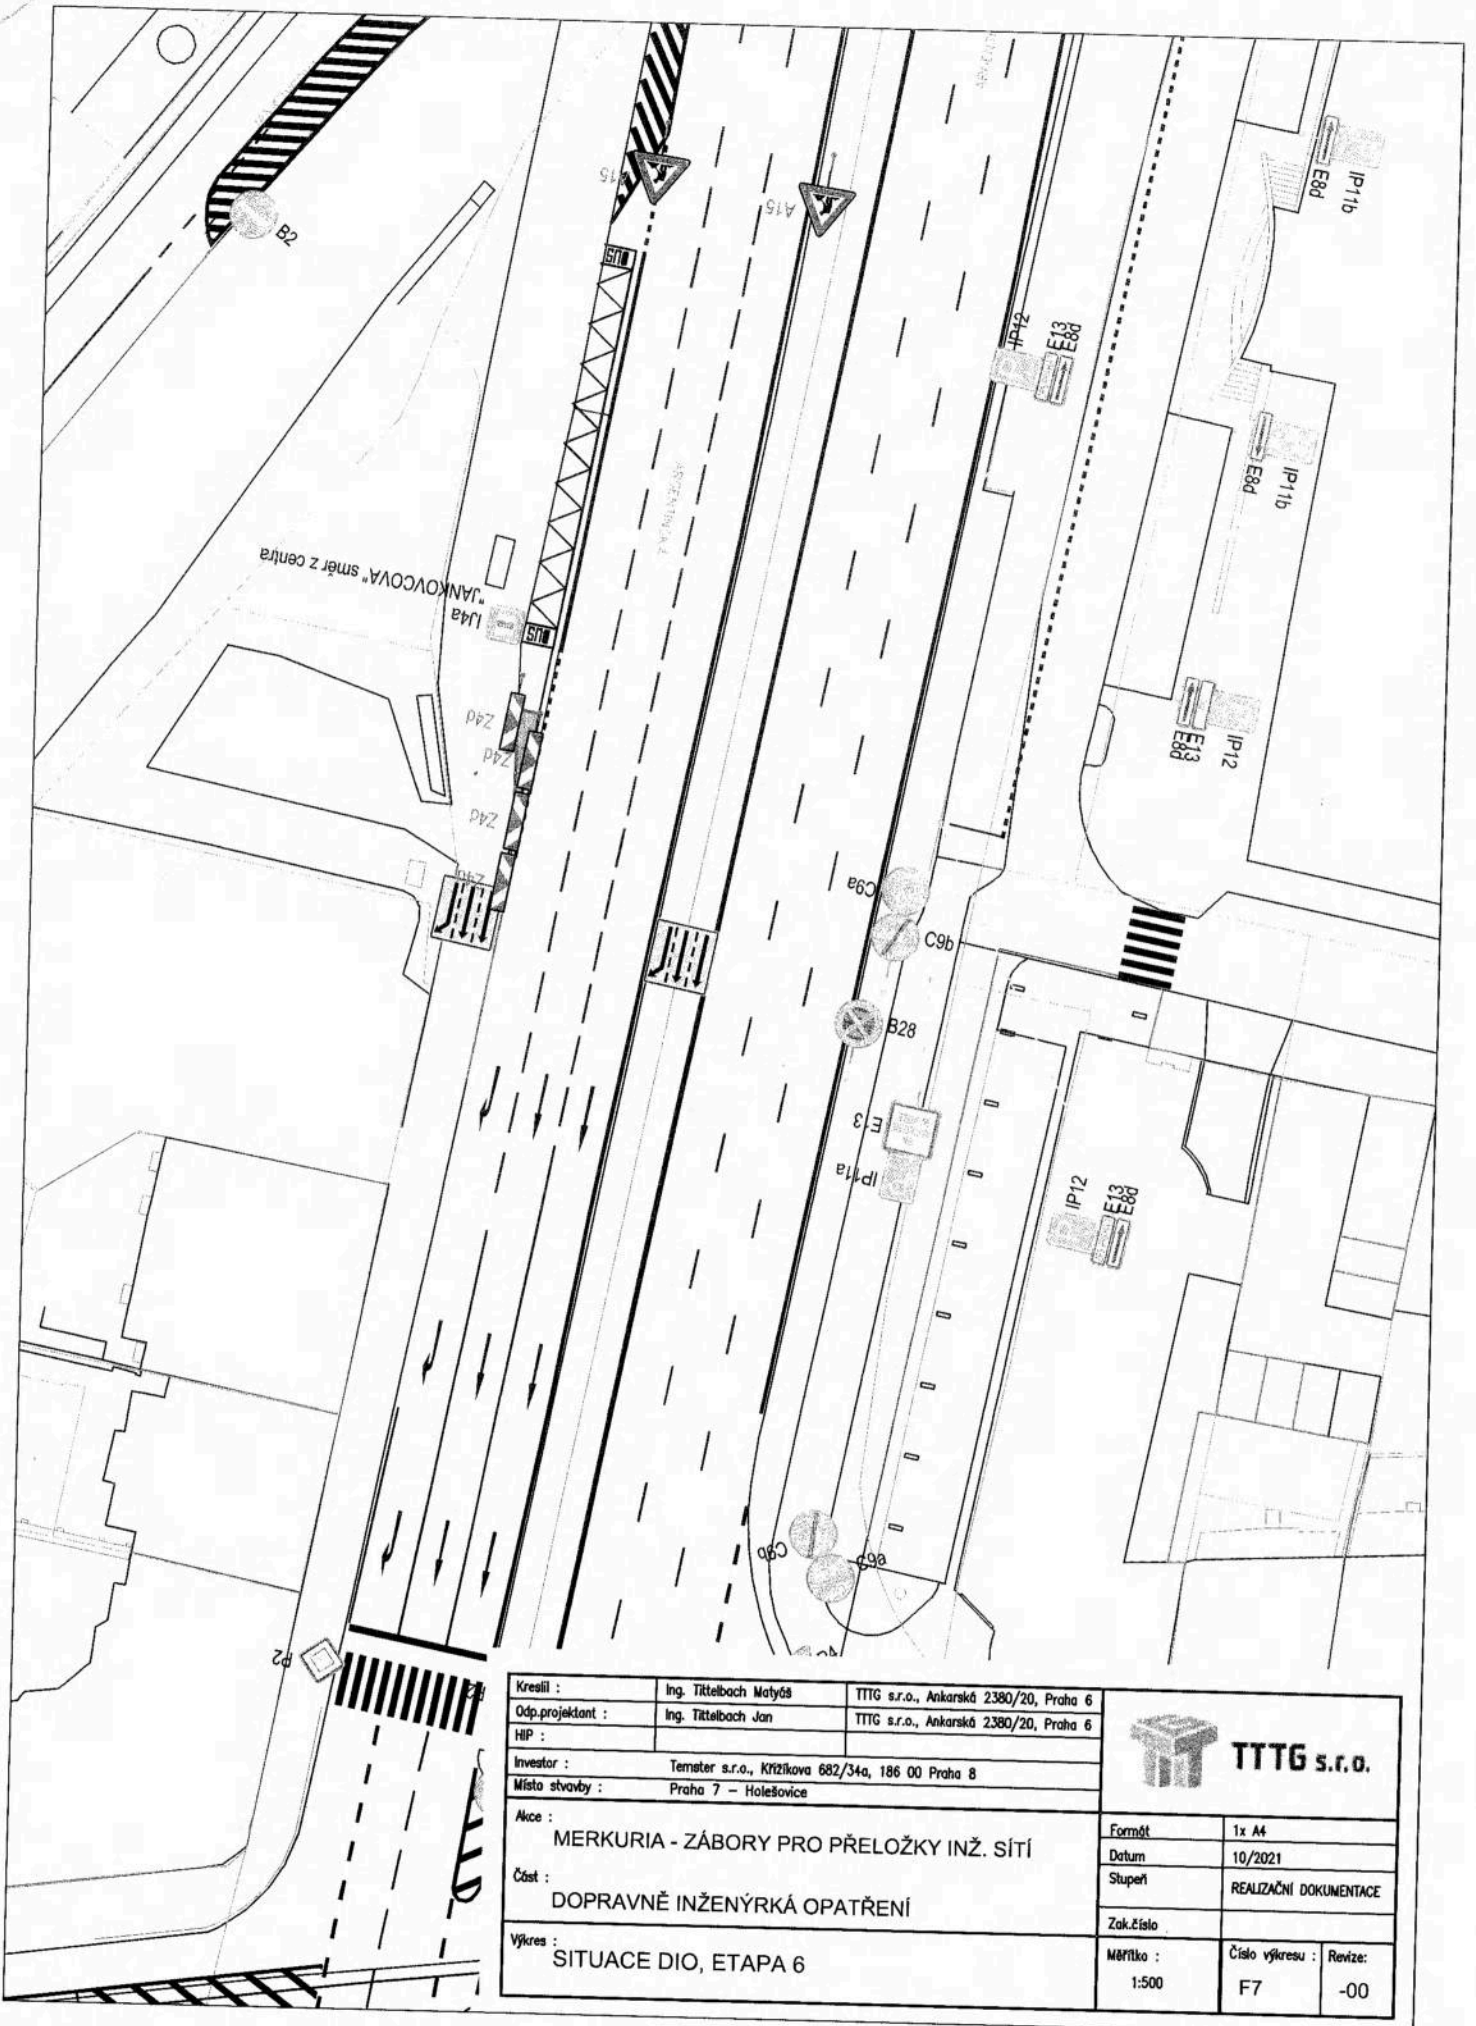 B2
A15
A15
E8d
IP11b
BUS
IP12
E13
E8d
E8d
IP11b
"JANKOVCOVA" směr z centra
IJ4a
BUS
Z4d
Z4d
Z4d
Z4d
E8d
E13
IP12
C9a
C9b
B28
E13
IP11a
IP12
E13
E8d
C9b
C9a
P2
Kreslil : Ing. Tittelbach Matyáš TTTG s.r.o., Ankarská 2380/20, Praha 6
Odp.projektant : Ing. Tittelbach Jan TTTG s.r.o., Ankarská 2380/20, Praha 6
HIP :
Investor : Temster s.r.o., Křižíkova 682/34a, 186 00 Praha 8
Místo stvavby : Praha 7 – Holešovice
TTTG s.r.o.
Akce :
MERKURIA - ZÁBORY PRO PŘELOŽKY INŽ. SÍTÍ
Část :
DOPRAVNĚ INŽENÝRKÁ OPATŘENÍ
Výkres :
SITUACE DIO, ETAPA 6
Formát 1x A4
Datum 10/2021
Stupeň REALIZAČNÍ DOKUMENTACE
Zak.číslo
Měřítko : Číslo výkresu : Revize:
1:500 F7 -00